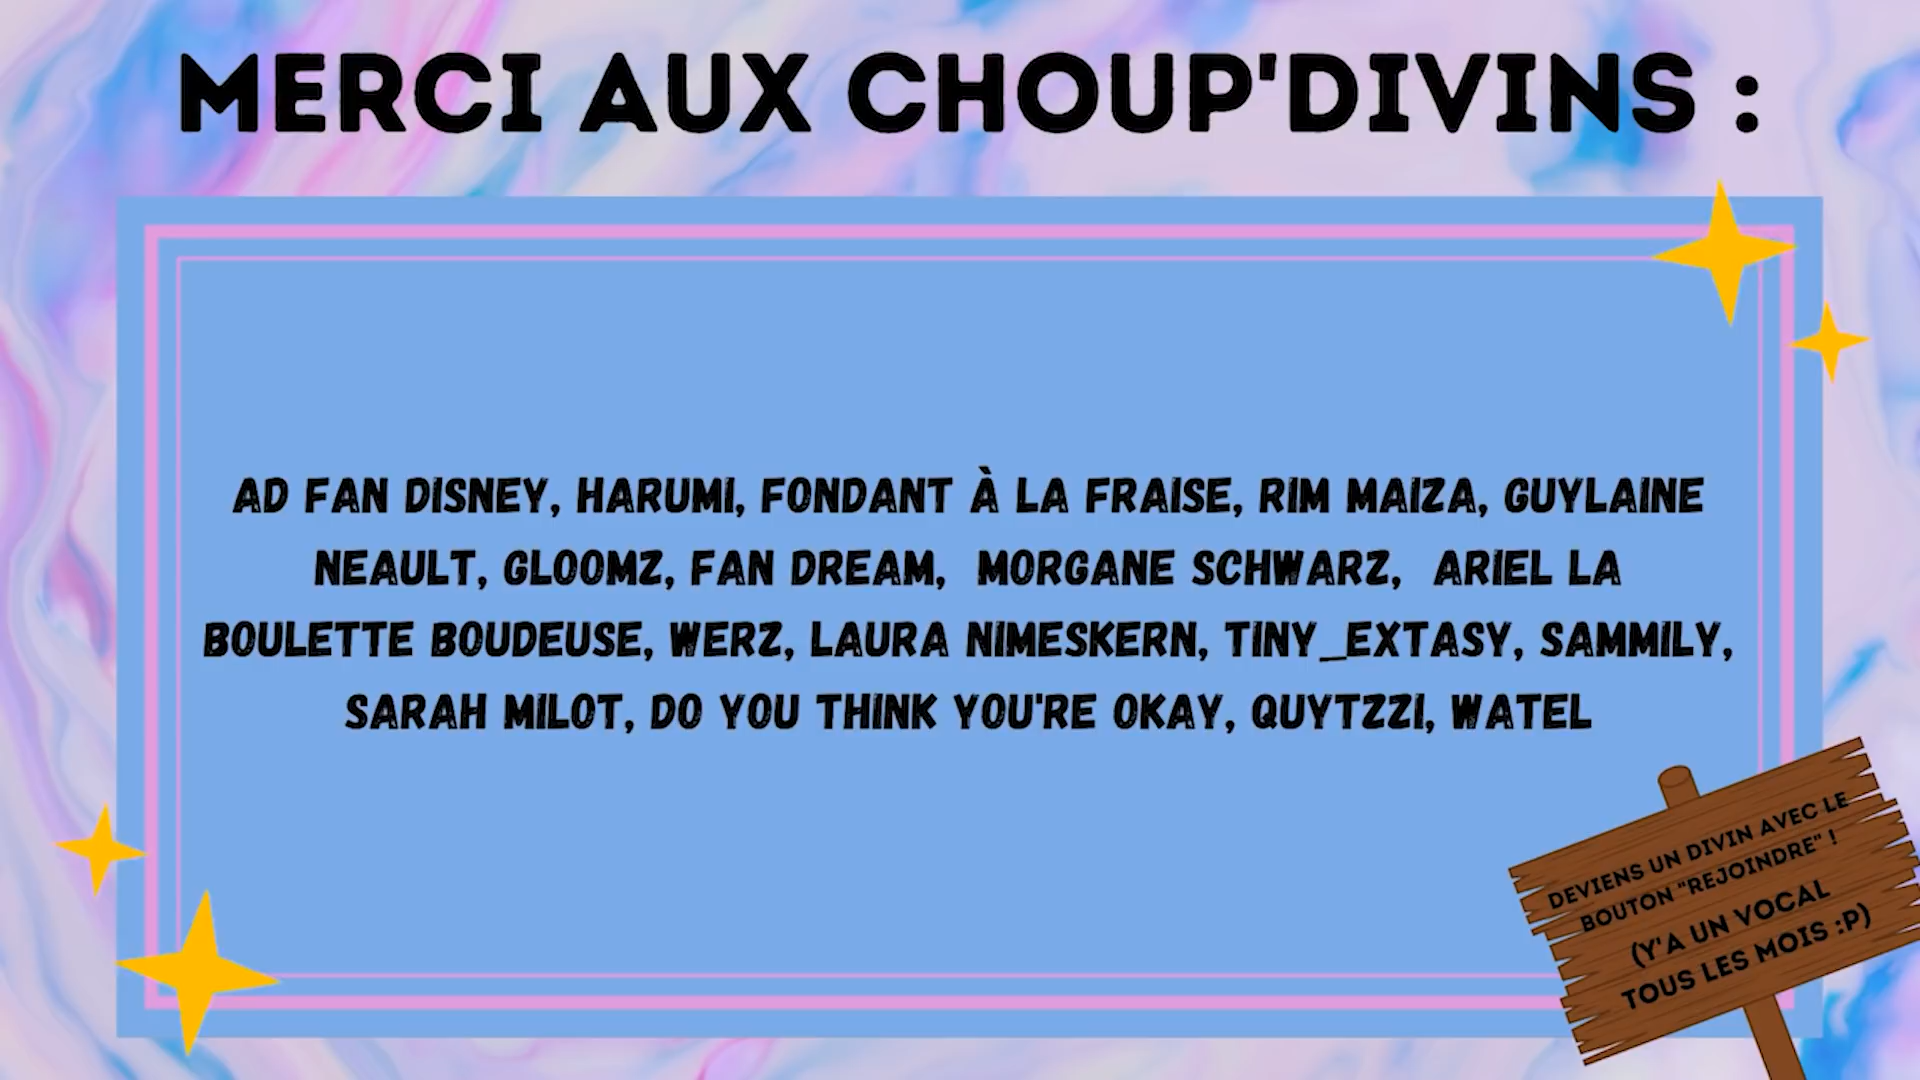 MERCI AUX CHOUP'DIVINS :
AD FAN DISNEY, HARUMI, FONDANT À LA FRAISE, RIM MAIZA, GUYLAINE
NEAULT, GLOOMZ, FAN DREAM, MORGANE SCHWARZ, ARIEL LA
BOULETTE BOUDEUSE, WERZ, LAURA NIMESKERN, TINY_EXTASY, SAMMILY,
SARAH MILOT, DO YOU THINK YOU'RE OKAY, QUYTZZI, WATEL
DEVIENS UN DIVIN AVEC LE
BOUTON "REJOINDRE" !
(Y'A UN VOCAL
TOUS LES MOIS :P)